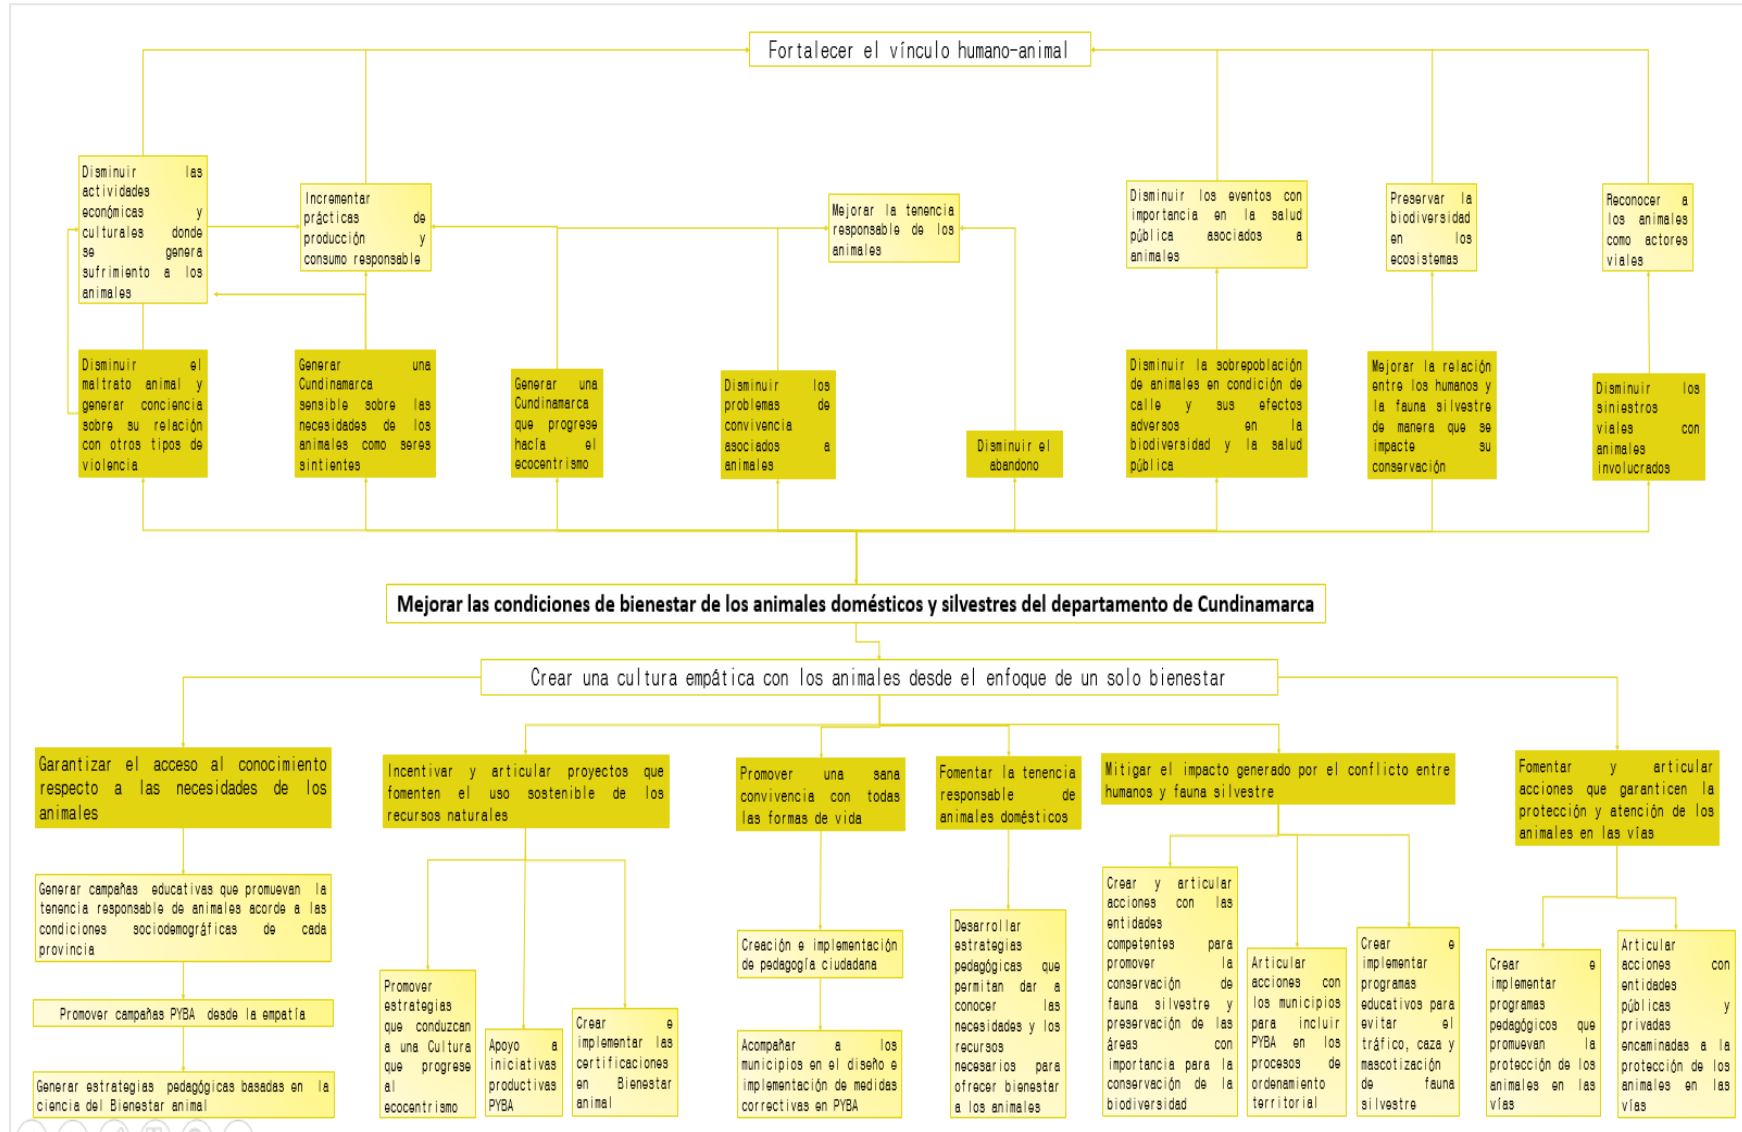 Fortalecer el vínculo humano-animal
Disminuir las
actividades
económicas y
culturales donde
se genera
sufrimiento a los
animales
Incrementar
prácticas de
producción y
consumo responsable
Mejorar la tenencia
responsable de los
animales
Disminuir los eventos con
importancia en la salud
pública asociados a
animales
Preservar la
biodiversidad
en los
ecosistemas
Reconocer a
los animales
como actores
viales
Disminuir el
maltrato animal y
generar conciencia
sobre su relación
con otros tipos de
violencia
Generar una
Cundinamarca
sensible sobre las
necesidades de los
animales como seres
sintientes
Generar una
Cundinamarca
que progrese
hacía el
ecocentrismo
Disminuir los
problemas de
convivencia
asociados a
animales
Disminuir el
abandono
Disminuir la sobrepoblación
de animales en condición de
calle y sus efectos
adversos en la
biodiversidad y la salud
pública
Mejorar la relación
entre los humanos y
la fauna silvestre
de manera que se
impacte su
conservación
Disminuir los
siniestros
viales con
animales
involucrados
Mejorar las condiciones de bienestar de los animales domésticos y silvestres del departamento de Cundinamarca
Crear una cultura empática con los animales desde el enfoque de un solo bienestar
Garantizar el acceso al conocimiento
respecto a las necesidades de los
animales
Incentivar y articular proyectos que
fomenten el uso sostenible de los
recursos naturales
Promover una sana
convivencia con todas
las formas de vida
Fomentar la tenencia
responsable de
animales domésticos
Mitigar el impacto generado por el conflicto entre
humanos y fauna silvestre
Fomentar y articular
acciones que garanticen la
protección y atención de los
animales en las vías
Generar campañas educativas que promuevan la
tenencia responsable de animales acorde a las
condiciones sociodemográficas de cada
provincia
Promover campañas PYBA desde la empatía
Generar estrategias pedagógicas basadas en la
ciencia del Bienestar animal
Promover
estrategias
que conduzcan
a una Cultura
que progrese
al
ecocentrismo
Apoyo a
iniciativas
productivas
PYBA
Crear e
implementar las
certificaciones
en Bienestar
animal
Creación e implementación
de pedagogía ciudadana
Acompañar a los
municipios en el diseño e
implementación de medidas
correctivas en PYBA
Desarrollar
estrategias
pedagógicas que
permitan dar a
conocer las
necesidades y los
recursos
necesarios para
ofrecer bienestar
a los animales
Crear y articular
acciones con las
entidades
competentes para
promover la
conservación de
fauna silvestre y
preservación de las
áreas con
importancia para la
conservación de la
biodiversidad
Articular
acciones con
los municipios
para incluir
PYBA en los
procesos de
ordenamiento
territorial
Crear e
implementar
programas
educativos para
evitar el
tráfico, caza y
mascotización
de fauna
silvestre
Crear e
implementar
programas
pedagógicos que
promuevan la
protección de los
animales en las
vías
Articular
acciones con
entidades
públicas y
privadas
encaminadas a la
protección de los
animales en las
vías